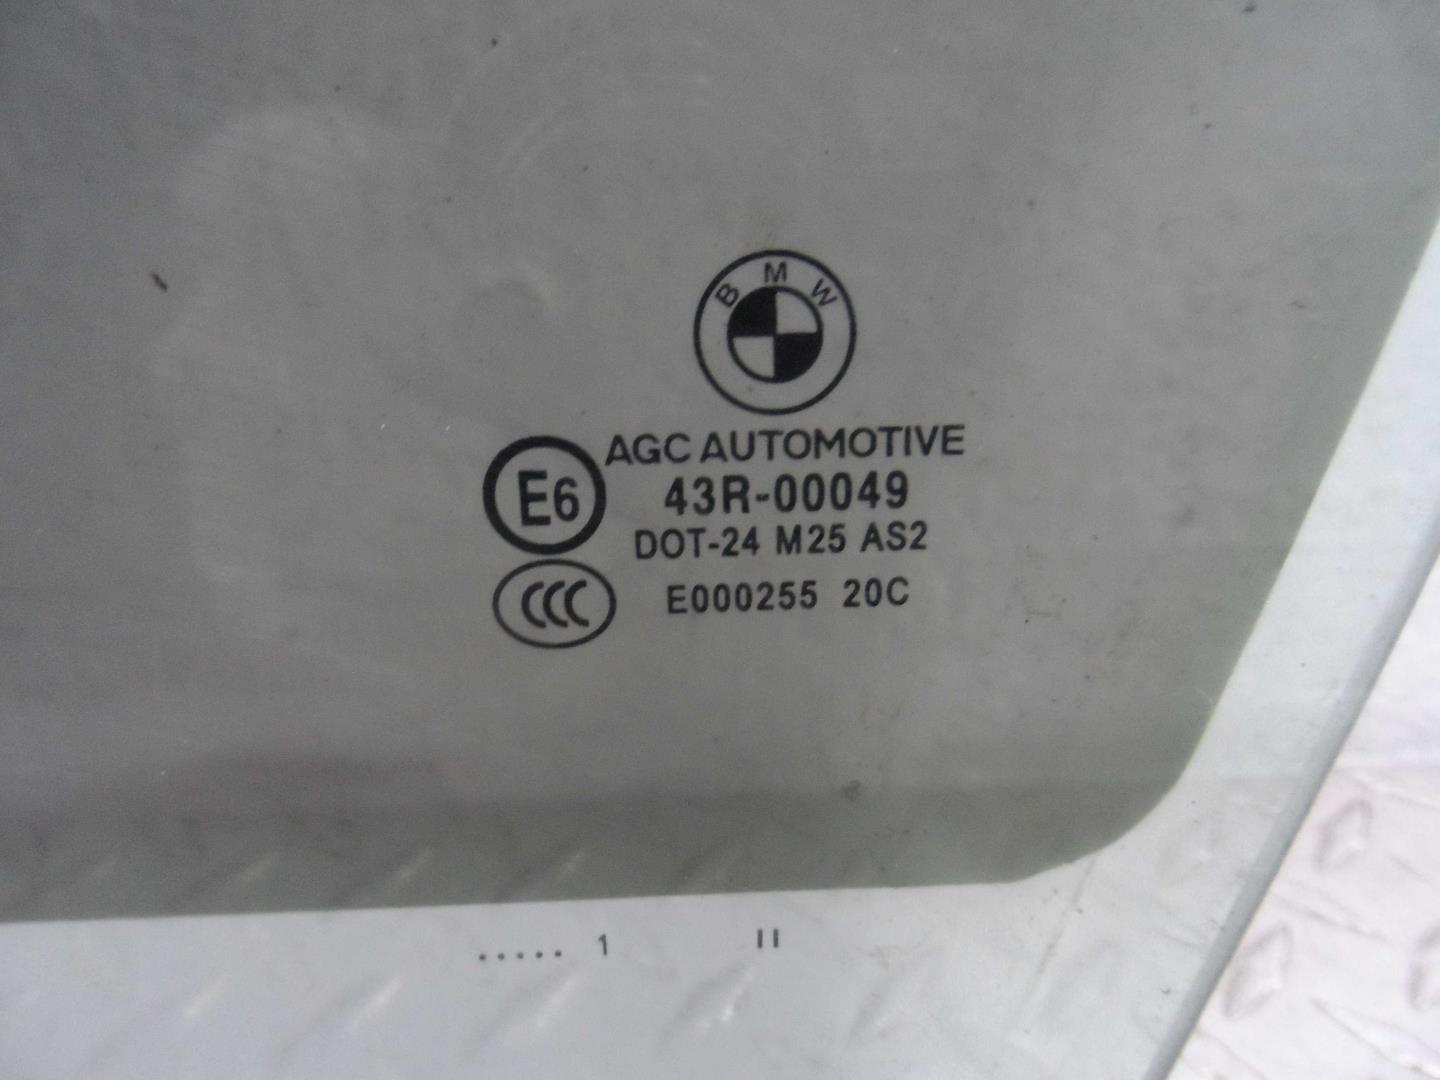 BMW
AGC AUTOMOTIVE
E6 43R-00049
DOT-24 M25 AS2
CCC E000255 20C
..... 1 II